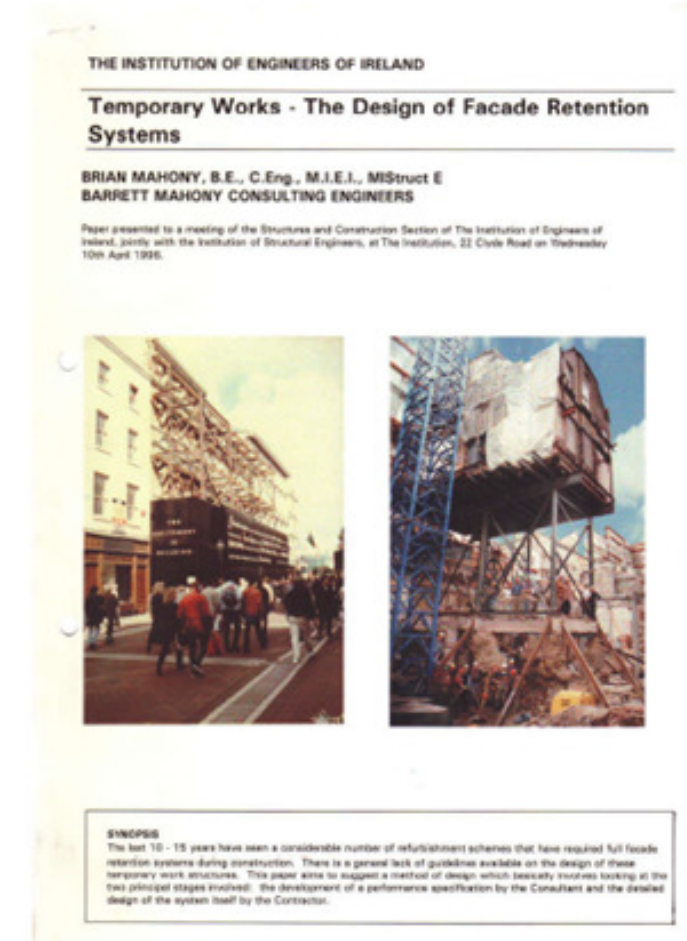 THE INSTITUTION OF ENGINEERS OF IRELAND
Temporary Works - The Design of Facade Retention
Systems
BRIAN MAHONY, B.E., C.Eng., M.I.E.I., MIStruct E
BARRETT MAHONY CONSULTING ENGINEERS
Paper presented to a meeting of the Structures and Construction Section of The Institution of Engineers of
Ireland, jointly with the Institution of Structural Engineers, at The Institution, 22 Clyde Road on Wednesday
10th April 1996.
THE
IS
SYNOPSIS
The last 10 - 15 years have seen a considerable number of refurbishment schemes that have required full facade
retention systems during construction. There is a general lack of guidelines available on the design of these
temporary work structures. This paper aims to suggest a method of design which basically involves looking at the
two principal stages involved: the development of a performance specification by the Consultant and the detailed
design of the system itself by the Contractor.